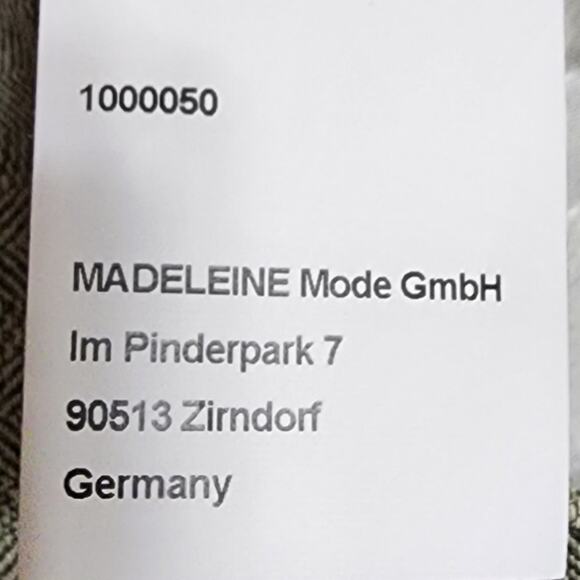 1000050
MADELEINE Mode GmbH
Im Pinderpark 7
90513 Zirndorf
Germany